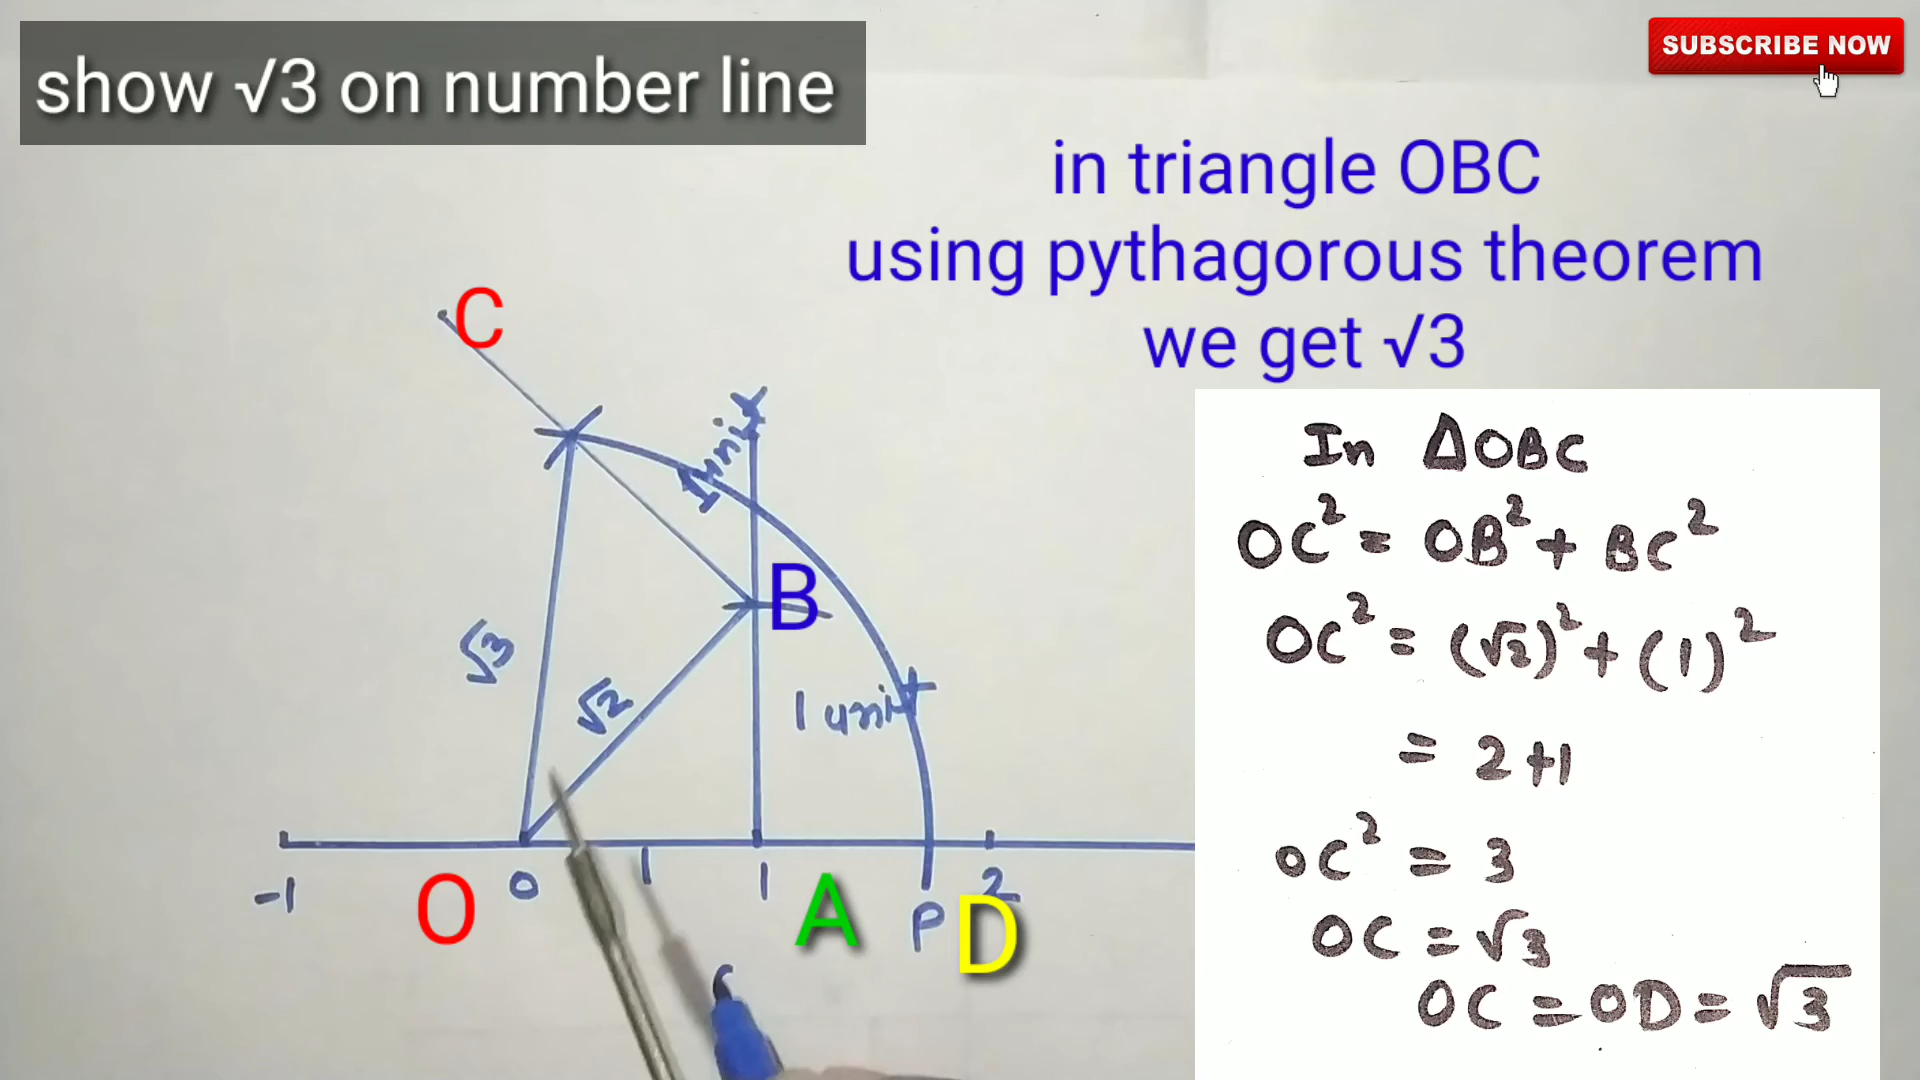 show √3 on number line
SUBSCRIBE NOW
in triangle OBC
using pythagorous theorem
we get √3
C
1 unit
B
√3
√2
1 unit
-1 0 1 1 2
O A P D
In ΔOBC
OC² = OB² + BC²
OC² = (√2)² + (1)²
= 2+1
OC² = 3
OC = √3
OC = OD = √3